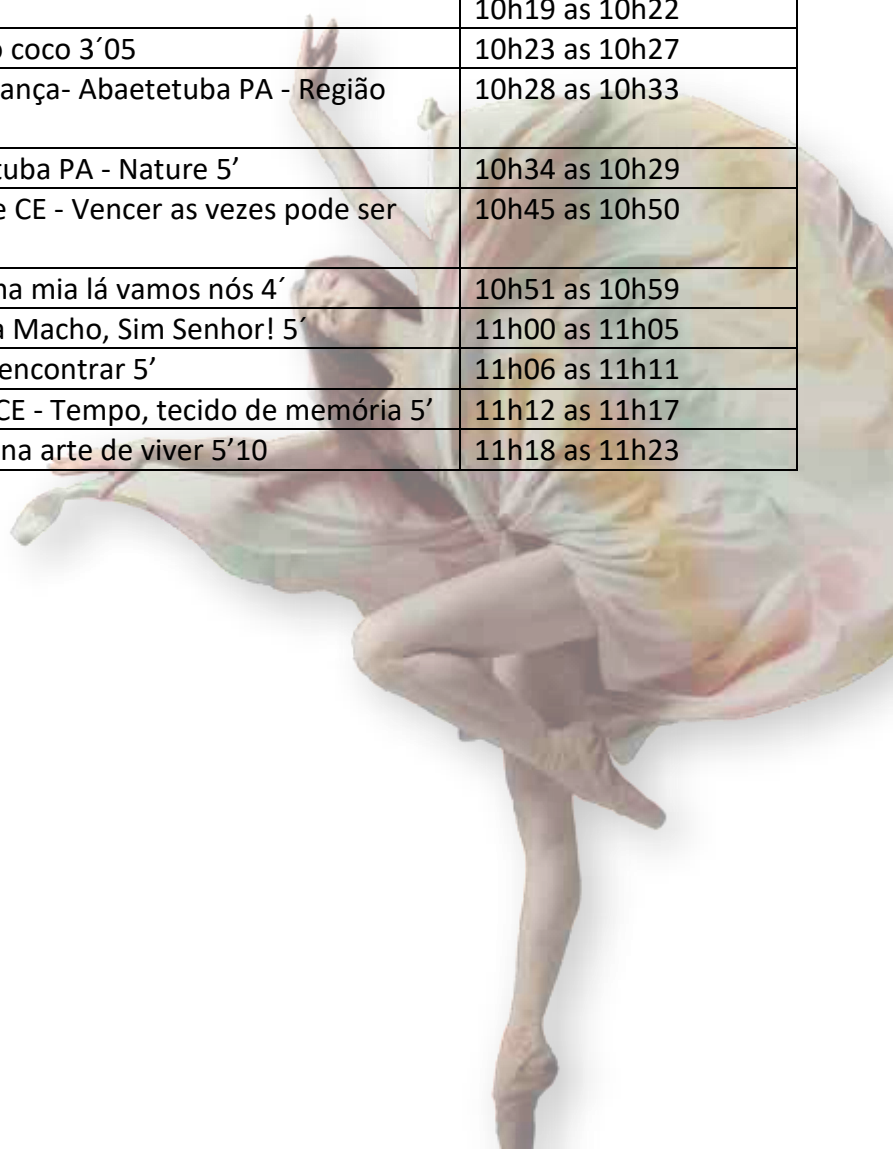 10h19 as 10h22
coco 3´05 10h23 as 10h27
ança- Abaetetuba PA - Região 10h28 as 10h33
tuba PA - Nature 5’ 10h34 as 10h29
e CE - Vencer as vezes pode ser 10h45 as 10h50
na mia lá vamos nós 4´ 10h51 as 10h59
a Macho, Sim Senhor! 5´ 11h00 as 11h05
encontrar 5’ 11h06 as 11h11
CE - Tempo, tecido de memória 5’ 11h12 as 11h17
na arte de viver 5’10 11h18 as 11h23